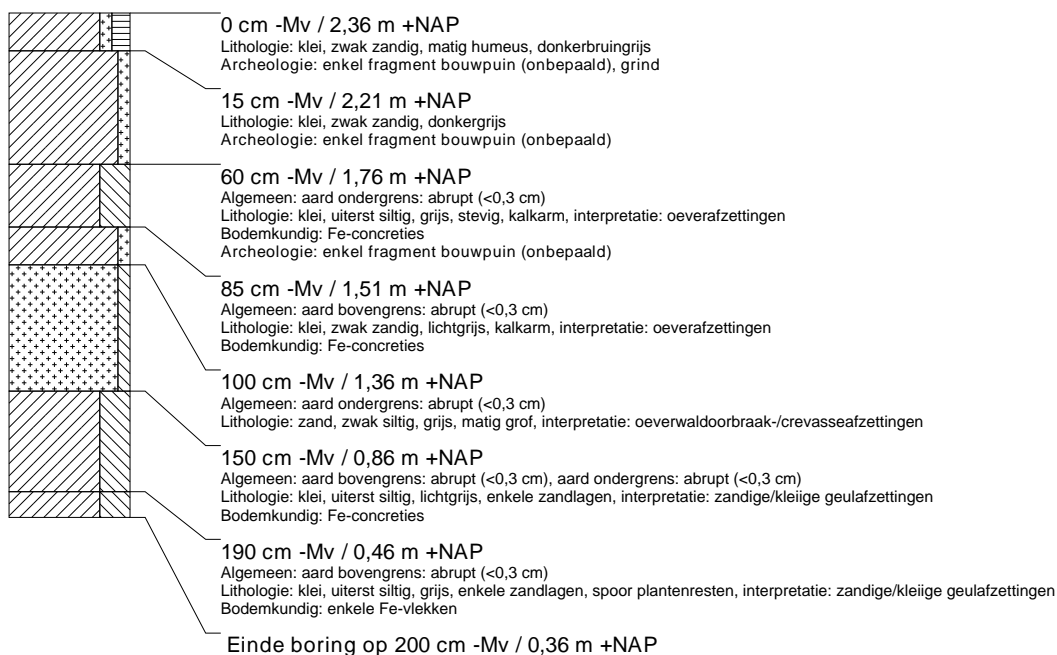 0 cm -Mv / 2,36 m +NAP
Lithologie: klei, zwak zandig, matig humeus, donkerbruingrijs
Archeologie: enkel fragment bouwpuin (onbepaald), grind
15 cm -Mv / 2,21 m +NAP
Lithologie: klei, zwak zandig, donkergrijs
Archeologie: enkel fragment bouwpuin (onbepaald)
60 cm -Mv / 1,76 m +NAP
Algemeen: aard ondergrens: abrupt (<0,3 cm)
Lithologie: klei, uiterst siltig, grijs, stevig, kalkarm, interpretatie: oeverafzettingen
Bodemkundig: Fe-concreties
Archeologie: enkel fragment bouwpuin (onbepaald)
85 cm -Mv / 1,51 m +NAP
Algemeen: aard bovengrens: abrupt (<0,3 cm)
Lithologie: klei, zwak zandig, lichtgrijs, kalkarm, interpretatie: oeverafzettingen
Bodemkundig: Fe-concreties
100 cm -Mv / 1,36 m +NAP
Algemeen: aard ondergrens: abrupt (<0,3 cm)
Lithologie: zand, zwak siltig, grijs, matig grof, interpretatie: oeverwaldoorbraak-/crevasseafzettingen
150 cm -Mv / 0,86 m +NAP
Algemeen: aard bovengrens: abrupt (<0,3 cm), aard ondergrens: abrupt (<0,3 cm)
Lithologie: klei, uiterst siltig, lichtgrijs, enkele zandlagen, interpretatie: zandige/kleiige geulafzettingen
Bodemkundig: Fe-concreties
190 cm -Mv / 0,46 m +NAP
Algemeen: aard bovengrens: abrupt (<0,3 cm)
Lithologie: klei, uiterst siltig, grijs, enkele zandlagen, spoor plantenresten, interpretatie: zandige/kleiige geulafzettingen
Bodemkundig: enkele Fe-vlekken
Einde boring op 200 cm -Mv / 0,36 m +NAP